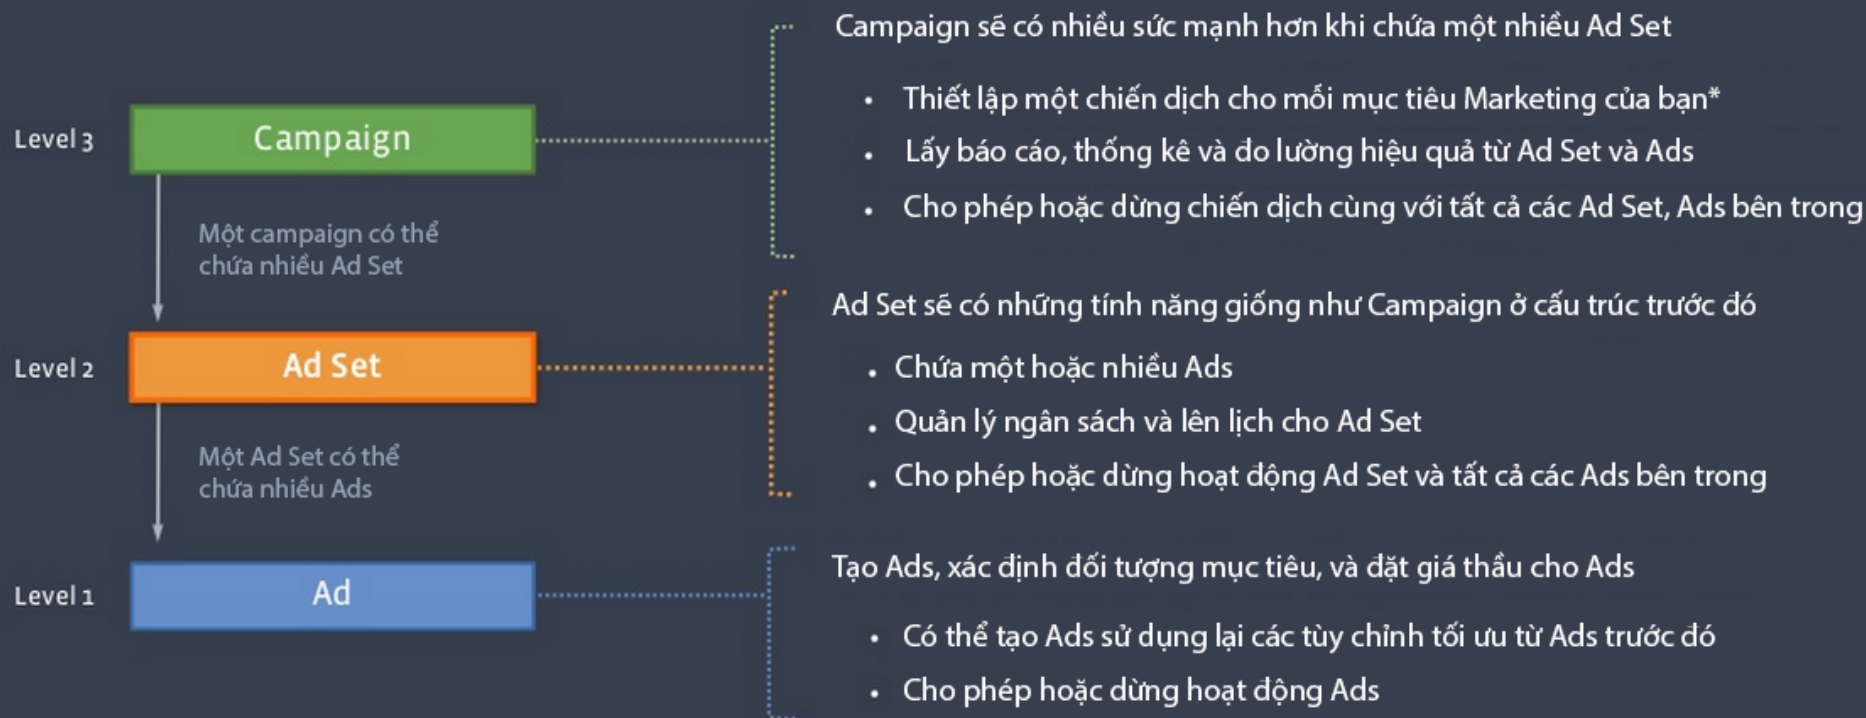 Campaign sẽ có nhiều sức mạnh hơn khi chứa một nhiều Ad Set
• Thiết lập một chiến dịch cho mỗi mục tiêu Marketing của bạn*
Level 3
Campaign
• Lấy báo cáo, thống kê và đo lường hiệu quả từ Ad Set và Ads
• Cho phép hoặc dừng chiến dịch cùng với tất cả các Ad Set, Ads bên trong
Một campaign có thể
chứa nhiều Ad Set
Ad Set sẽ có những tính năng giống như Campaign ở cấu trúc trước đó
Level 2
Ad Set
• Chứa một hoặc nhiều Ads
• Quản lý ngân sách và lên lịch cho Ad Set
• Cho phép hoặc dừng hoạt động Ad Set và tất cả các Ads bên trong
Một Ad Set có thể
chứa nhiều Ads
Tạo Ads, xác định đối tượng mục tiêu, và đặt giá thầu cho Ads
Level 1
Ad
• Có thể tạo Ads sử dụng lại các tùy chỉnh tối ưu từ Ads trước đó
• Cho phép hoặc dừng hoạt động Ads